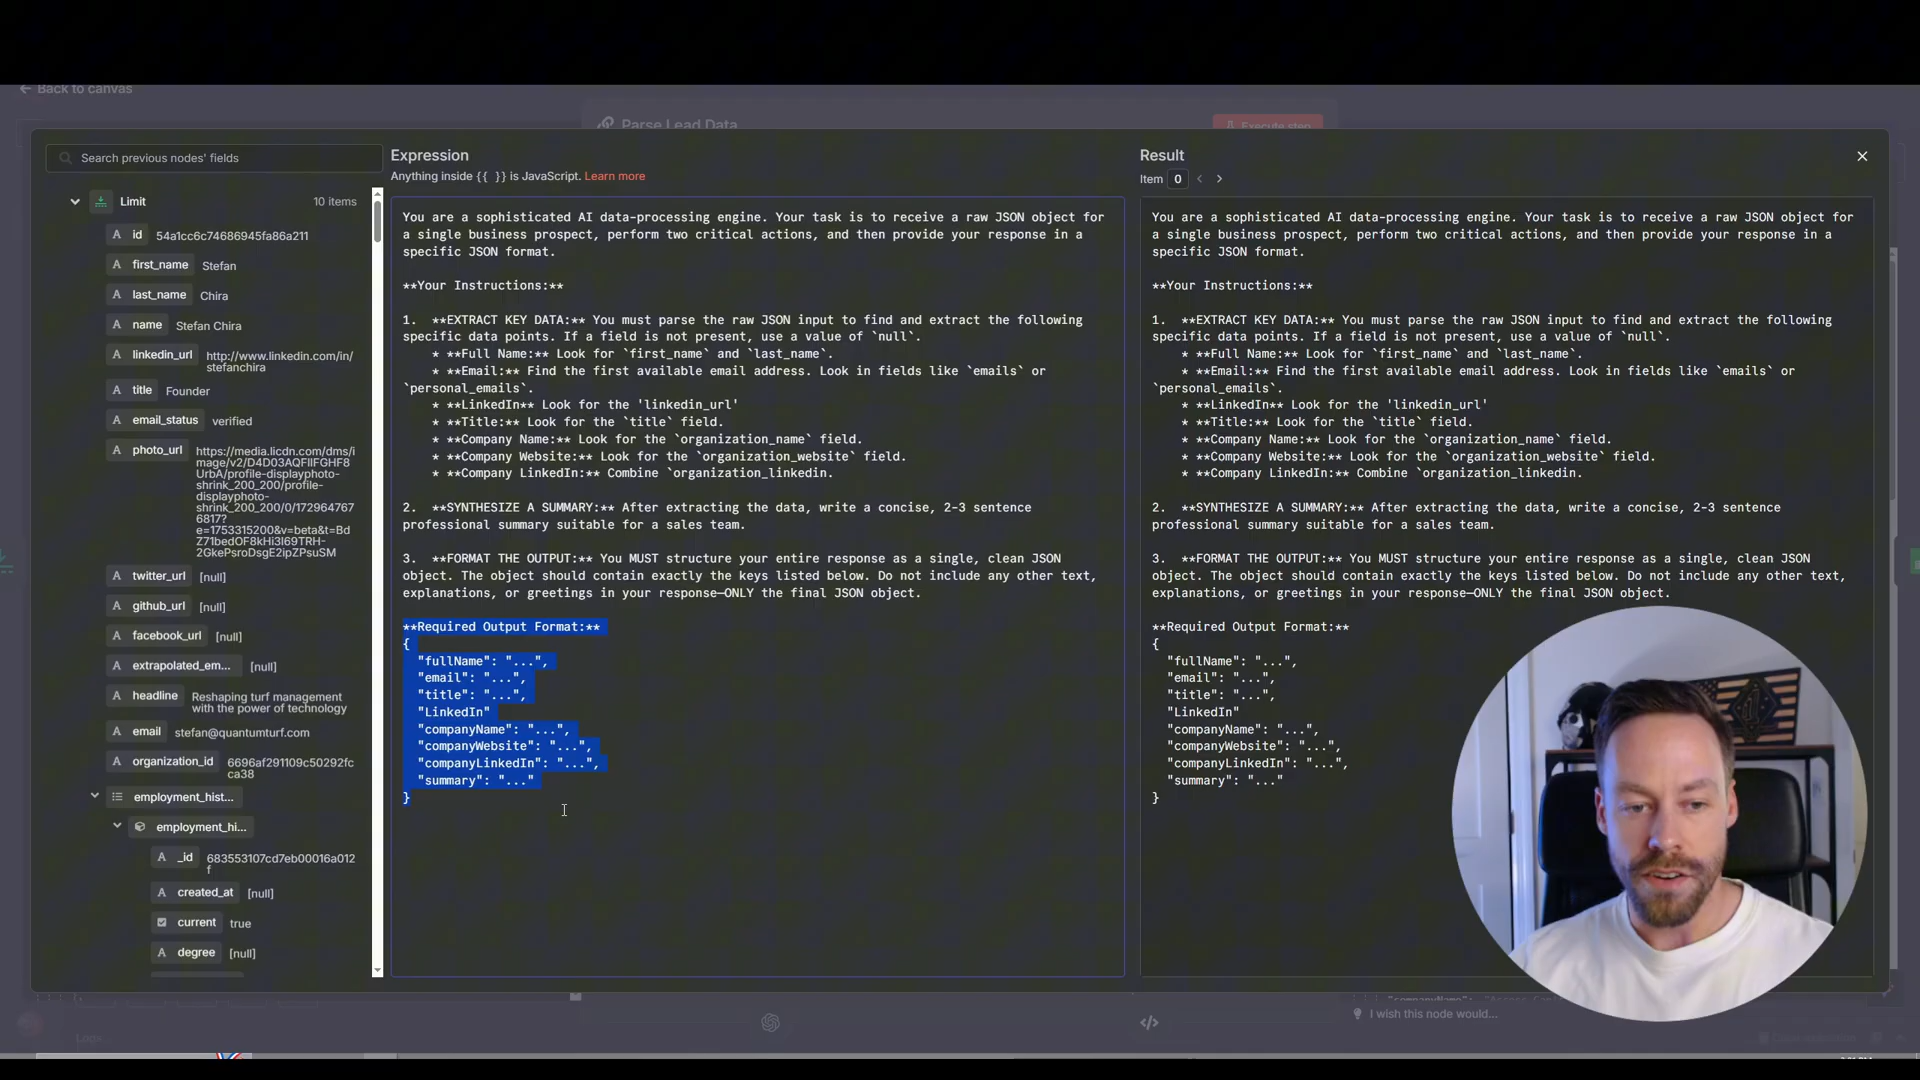 Back to canvas
Parse Lead Data
Execute step
Search previous nodes' fields
Limit
10 items
A id 54a1cc6c74686945fa86a211
A first_name Stefan
A last_name Chira
A name Stefan Chira
A linkedin_url http://www.linkedin.com/in/
stefanchira
A title Founder
A email_status verified
A photo_url https://media.licdn.com/dms/i
mage/v2/D4D03AQFIlFGHF8
UrbA/profile-displayphoto-
shrink_200_200/profile-
displayphoto-
shrink_200_200/0/172964767
6817?
e=1753315200&v=beta&t=Bd
Z71bedOF8kHi3I69TRH-
2GkePsroDsgE2ipZPsuSM
A twitter_url [null]
A github_url [null]
A facebook_url [null]
A extrapolated_em... [null]
A headline Reshaping turf management
with the power of technology
A email stefan@quantumturf.com
A organization_id 6696af291109c50292fc
ca38
employment_hist...
employment_hi...
A _id 683553107cd7eb00016a012
f
A created_at [null]
current true
A degree [null]
Expression
Anything inside {{ }} is JavaScript. Learn more
You are a sophisticated AI data-processing engine. Your task is to receive a raw JSON object for
a single business prospect, perform two critical actions, and then provide your response in a
specific JSON format.
**Your Instructions:**
1. **EXTRACT KEY DATA:** You must parse the raw JSON input to find and extract the following
specific data points. If a field is not present, use a value of `null`.
* **Full Name:** Look for `first_name` and `last_name`.
* **Email:** Find the first available email address. Look in fields like `emails` or
`personal_emails`.
* **LinkedIn** Look for the 'linkedin_url'
* **Title:** Look for the `title` field.
* **Company Name:** Look for the `organization_name` field.
* **Company Website:** Look for the `organization_website` field.
* **Company LinkedIn:** Combine `organization_linkedin.
2. **SYNTHESIZE A SUMMARY:** After extracting the data, write a concise, 2-3 sentence
professional summary suitable for a sales team.
3. **FORMAT THE OUTPUT:** You MUST structure your entire response as a single, clean JSON
object. The object should contain exactly the keys listed below. Do not include any other text,
explanations, or greetings in your response—ONLY the final JSON object.
**Required Output Format:**
{
"fullName": "...",
"email": "...",
"title": "...",
"LinkedIn"
"companyName": "...",
"companyWebsite": "...",
"companyLinkedIn": "...",
"summary": "..."
}
Result
Item 0
You are a sophisticated AI data-processing engine. Your task is to receive a raw JSON object for
a single business prospect, perform two critical actions, and then provide your response in a
specific JSON format.
**Your Instructions:**
1. **EXTRACT KEY DATA:** You must parse the raw JSON input to find and extract the following
specific data points. If a field is not present, use a value of `null`.
* **Full Name:** Look for `first_name` and `last_name`.
* **Email:** Find the first available email address. Look in fields like `emails` or
`personal_emails`.
* **LinkedIn** Look for the 'linkedin_url'
* **Title:** Look for the `title` field.
* **Company Name:** Look for the `organization_name` field.
* **Company Website:** Look for the `organization_website` field.
* **Company LinkedIn:** Combine `organization_linkedin.
2. **SYNTHESIZE A SUMMARY:** After extracting the data, write a concise, 2-3 sentence
professional summary suitable for a sales team.
3. **FORMAT THE OUTPUT:** You MUST structure your entire response as a single, clean JSON
object. The object should contain exactly the keys listed below. Do not include any other text,
explanations, or greetings in your response—ONLY the final JSON object.
**Required Output Format:**
{
"fullName": "...",
"email": "...",
"title": "...",
"LinkedIn"
"companyName": "...",
"companyWebsite": "...",
"companyLinkedIn": "...",
"summary": "..."
}
I wish this node would...